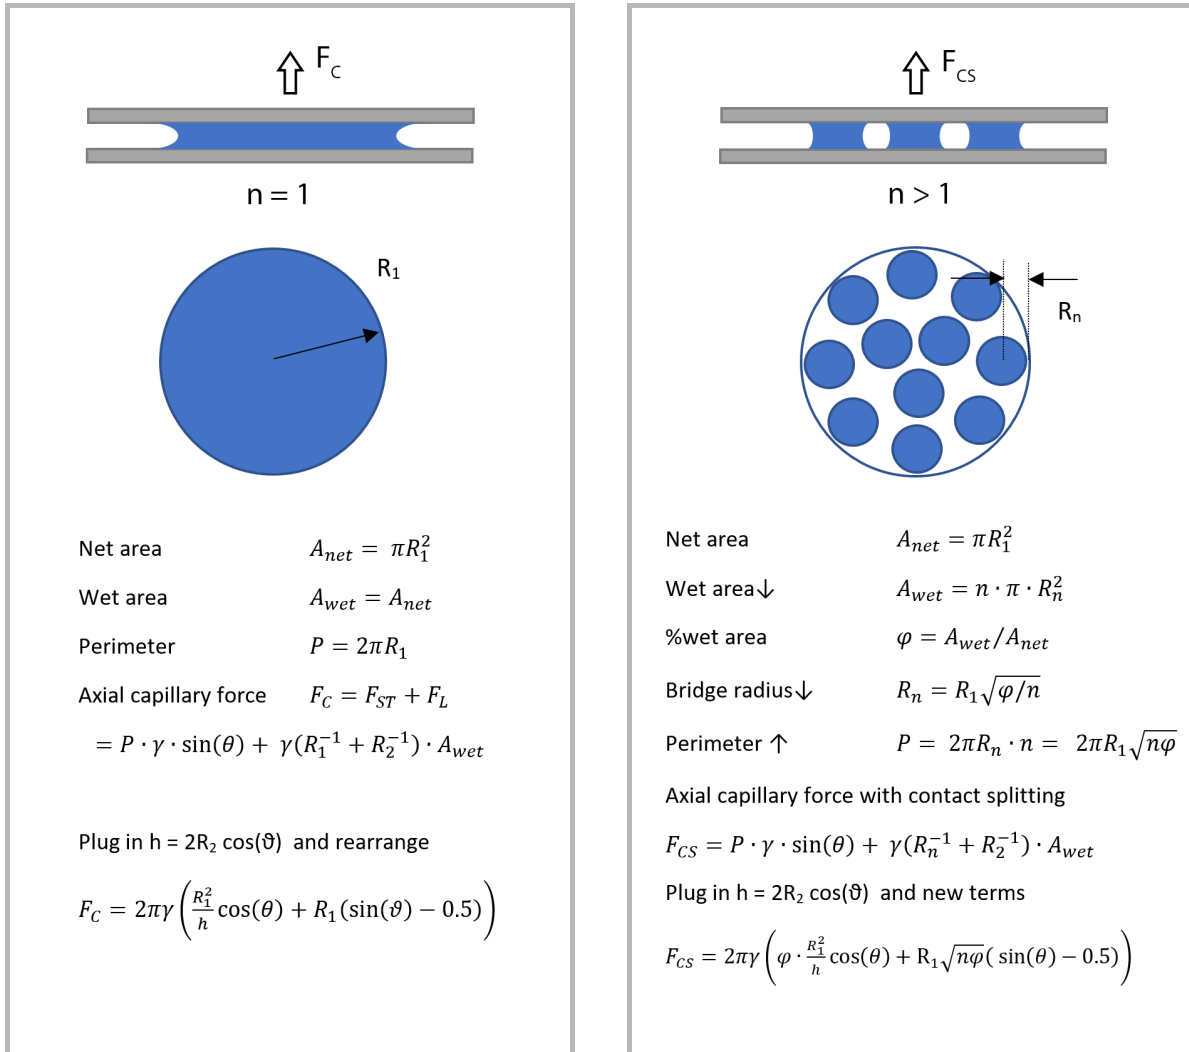 F_C
n = 1
R_1
Net area A_net = πR_1^2
Wet area A_wet = A_net
Perimeter P = 2πR_1
Axial capillary force F_C = F_ST + F_L
= P · γ · sin(θ) + γ(R_1^-1 + R_2^-1) · A_wet
Plug in h = 2R_2 cos(ϑ) and rearrange
F_C = 2πγ(R_1^2/h cos(θ) + R_1(sin(ϑ) − 0.5))
F_CS
n > 1
R_n
Net area A_net = πR_1^2
Wet area↓ A_wet = n · π · R_n^2
%wet area φ = A_wet/A_net
Bridge radius↓ R_n = R_1√(φ/n)
Perimeter ↑ P = 2πR_n · n = 2πR_1√(nφ)
Axial capillary force with contact splitting
F_CS = P · γ · sin(θ) + γ(R_n^-1 + R_2^-1) · A_wet
Plug in h = 2R_2 cos(ϑ) and new terms
F_CS = 2πγ(φ · R_1^2/h cos(θ) + R_1√(nφ)( sin(θ) − 0.5))